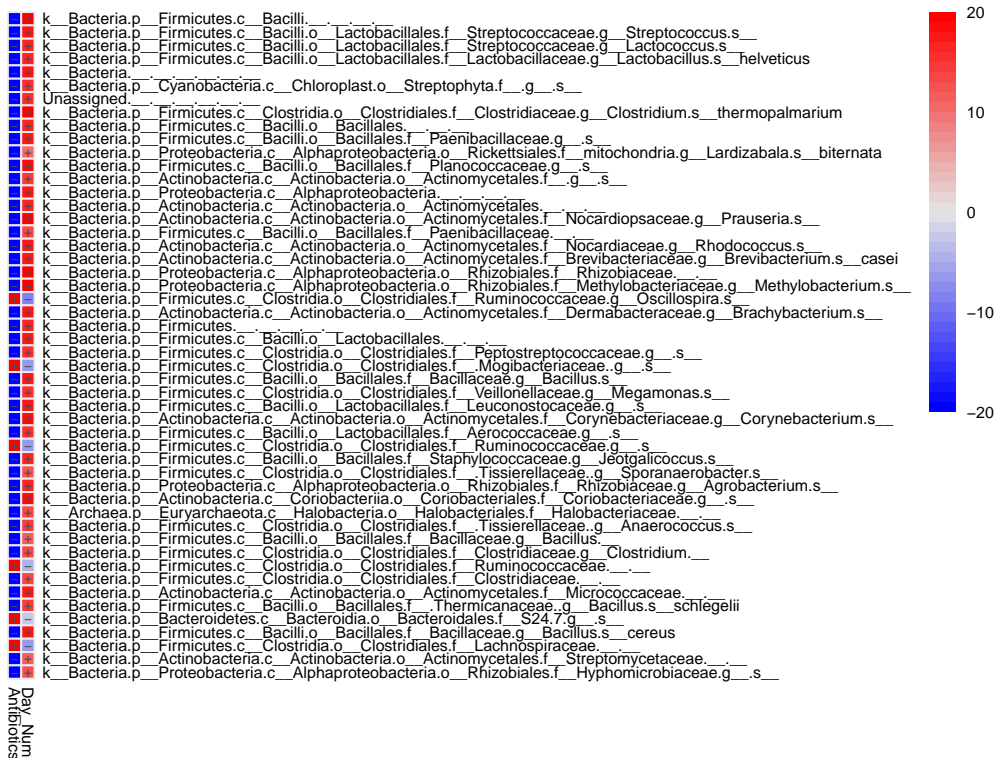 k__Bacteria.p__Firmicutes.c__Bacilli.__.__.__.__
k__Bacteria.p__Firmicutes.c__Bacilli.o__Lactobacillales.f__Streptococcaceae.g__Streptococcus.s__
k__Bacteria.p__Firmicutes.c__Bacilli.o__Lactobacillales.f__Streptococcaceae.g__Lactococcus.s__
k__Bacteria.p__Firmicutes.c__Bacilli.o__Lactobacillales.f__Lactobacillaceae.g__Lactobacillus.s__helveticus
k__Bacteria.__.__.__.__.__.__
k__Bacteria.p__Cyanobacteria.c__Chloroplast.o__Streptophyta.f__.g__.s__
Unassigned.__.__.__.__.__.__
k__Bacteria.p__Firmicutes.c__Clostridia.o__Clostridiales.f__Clostridiaceae.g__Clostridium.s__thermopalmarium
k__Bacteria.p__Firmicutes.c__Bacilli.o__Bacillales.__.__.__
k__Bacteria.p__Firmicutes.c__Bacilli.o__Bacillales.f__Paenibacillaceae.g__.s__
k__Bacteria.p__Proteobacteria.c__Alphaproteobacteria.o__Rickettsiales.f__mitochondria.g__Lardizabala.s__biternata
k__Bacteria.p__Firmicutes.c__Bacilli.o__Bacillales.f__Planococcaceae.g__.s__
k__Bacteria.p__Actinobacteria.c__Actinobacteria.o__Actinomycetales.f__.g__.s__
k__Bacteria.p__Proteobacteria.c__Alphaproteobacteria.__.__.__.__
k__Bacteria.p__Actinobacteria.c__Actinobacteria.o__Actinomycetales.__.__.__
k__Bacteria.p__Actinobacteria.c__Actinobacteria.o__Actinomycetales.f__Nocardiopsaceae.g__Prauseria.s__
k__Bacteria.p__Firmicutes.c__Bacilli.o__Bacillales.f__Paenibacillaceae.__.__
k__Bacteria.p__Actinobacteria.c__Actinobacteria.o__Actinomycetales.f__Nocardiaceae.g__Rhodococcus.s__
k__Bacteria.p__Actinobacteria.c__Actinobacteria.o__Actinomycetales.f__Brevibacteriaceae.g__Brevibacterium.s__casei
k__Bacteria.p__Proteobacteria.c__Alphaproteobacteria.o__Rhizobiales.f__Rhizobiaceae.__.__
k__Bacteria.p__Proteobacteria.c__Alphaproteobacteria.o__Rhizobiales.f__Methylobacteriaceae.g__Methylobacterium.s__
k__Bacteria.p__Firmicutes.c__Clostridia.o__Clostridiales.f__Ruminococcaceae.g__Oscillospira.s__
k__Bacteria.p__Actinobacteria.c__Actinobacteria.o__Actinomycetales.f__Dermabacteraceae.g__Brachybacterium.s__
k__Bacteria.p__Firmicutes.__.__.__.__.__
k__Bacteria.p__Firmicutes.c__Bacilli.o__Lactobacillales.__.__.__
k__Bacteria.p__Firmicutes.c__Clostridia.o__Clostridiales.f__Peptostreptococcaceae.g__.s__
k__Bacteria.p__Firmicutes.c__Clostridia.o__Clostridiales.f__.Mogibacteriaceae..g__.s__
k__Bacteria.p__Firmicutes.c__Bacilli.o__Bacillales.f__Bacillaceae.g__Bacillus.s__
k__Bacteria.p__Firmicutes.c__Clostridia.o__Clostridiales.f__Veillonellaceae.g__Megamonas.s__
k__Bacteria.p__Firmicutes.c__Bacilli.o__Lactobacillales.f__Leuconostocaceae.g__.s__
k__Bacteria.p__Actinobacteria.c__Actinobacteria.o__Actinomycetales.f__Corynebacteriaceae.g__Corynebacterium.s__
k__Bacteria.p__Firmicutes.c__Bacilli.o__Lactobacillales.f__Aerococcaceae.g__.s__
k__Bacteria.p__Firmicutes.c__Clostridia.o__Clostridiales.f__Ruminococcaceae.g__.s__
k__Bacteria.p__Firmicutes.c__Bacilli.o__Bacillales.f__Staphylococcaceae.g__Jeotgalicoccus.s__
k__Bacteria.p__Firmicutes.c__Clostridia.o__Clostridiales.f__.Tissierellaceae..g__Sporanaerobacter.s__
k__Bacteria.p__Proteobacteria.c__Alphaproteobacteria.o__Rhizobiales.f__Rhizobiaceae.g__Agrobacterium.s__
k__Bacteria.p__Actinobacteria.c__Coriobacteriia.o__Coriobacteriales.f__Coriobacteriaceae.g__.s__
k__Archaea.p__Euryarchaeota.c__Halobacteria.o__Halobacteriales.f__Halobacteriaceae.__.__
k__Bacteria.p__Firmicutes.c__Clostridia.o__Clostridiales.f__.Tissierellaceae..g__Anaerococcus.s__
k__Bacteria.p__Firmicutes.c__Bacilli.o__Bacillales.f__Bacillaceae.g__Bacillus.__
k__Bacteria.p__Firmicutes.c__Clostridia.o__Clostridiales.f__Clostridiaceae.g__Clostridium.__
k__Bacteria.p__Firmicutes.c__Clostridia.o__Clostridiales.f__Ruminococcaceae.__.__
k__Bacteria.p__Firmicutes.c__Clostridia.o__Clostridiales.f__Clostridiaceae.__.__
k__Bacteria.p__Actinobacteria.c__Actinobacteria.o__Actinomycetales.f__Micrococcaceae.__.__
k__Bacteria.p__Firmicutes.c__Bacilli.o__Bacillales.f__.Thermicanaceae..g__Bacillus.s__schlegelii
k__Bacteria.p__Bacteroidetes.c__Bacteroidia.o__Bacteroidales.f__S24.7.g__.s__
k__Bacteria.p__Firmicutes.c__Bacilli.o__Bacillales.f__Bacillaceae.g__Bacillus.s__cereus
k__Bacteria.p__Firmicutes.c__Clostridia.o__Clostridiales.f__Lachnospiraceae.__.__
k__Bacteria.p__Actinobacteria.c__Actinobacteria.o__Actinomycetales.f__Streptomycetaceae.__.__
k__Bacteria.p__Proteobacteria.c__Alphaproteobacteria.o__Rhizobiales.f__Hyphomicrobiaceae.g__.s__
Day_Num
Antibiotics
20
10
0
−10
−20